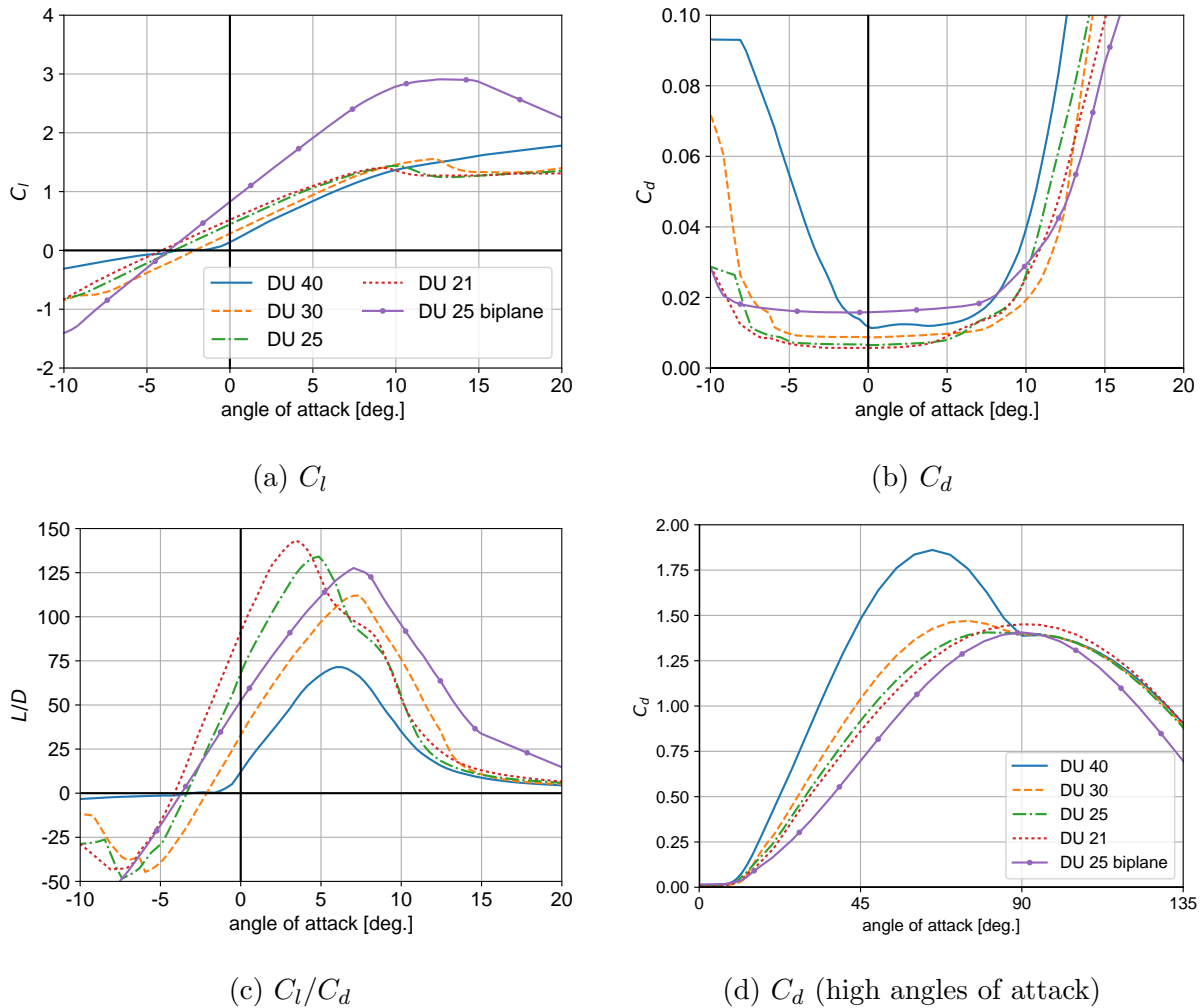 4
3
2
1
0
-1
-2
C_l
-10 -5 0 5 10 15 20
angle of attack [deg.]
DU 40
DU 30
DU 25
DU 21
DU 25 biplane
(a) C_l
0.10
0.08
0.06
0.04
0.02
0.00
C_d
-10 -5 0 5 10 15 20
angle of attack [deg.]
(b) C_d
150
125
100
75
50
25
0
-25
-50
L/D
-10 -5 0 5 10 15 20
angle of attack [deg.]
(c) C_l/C_d
2.00
1.75
1.50
1.25
1.00
0.75
0.50
0.25
0.00
C_d
0 45 90 135
angle of attack [deg.]
DU 40
DU 30
DU 25
DU 21
DU 25 biplane
(d) C_d (high angles of attack)